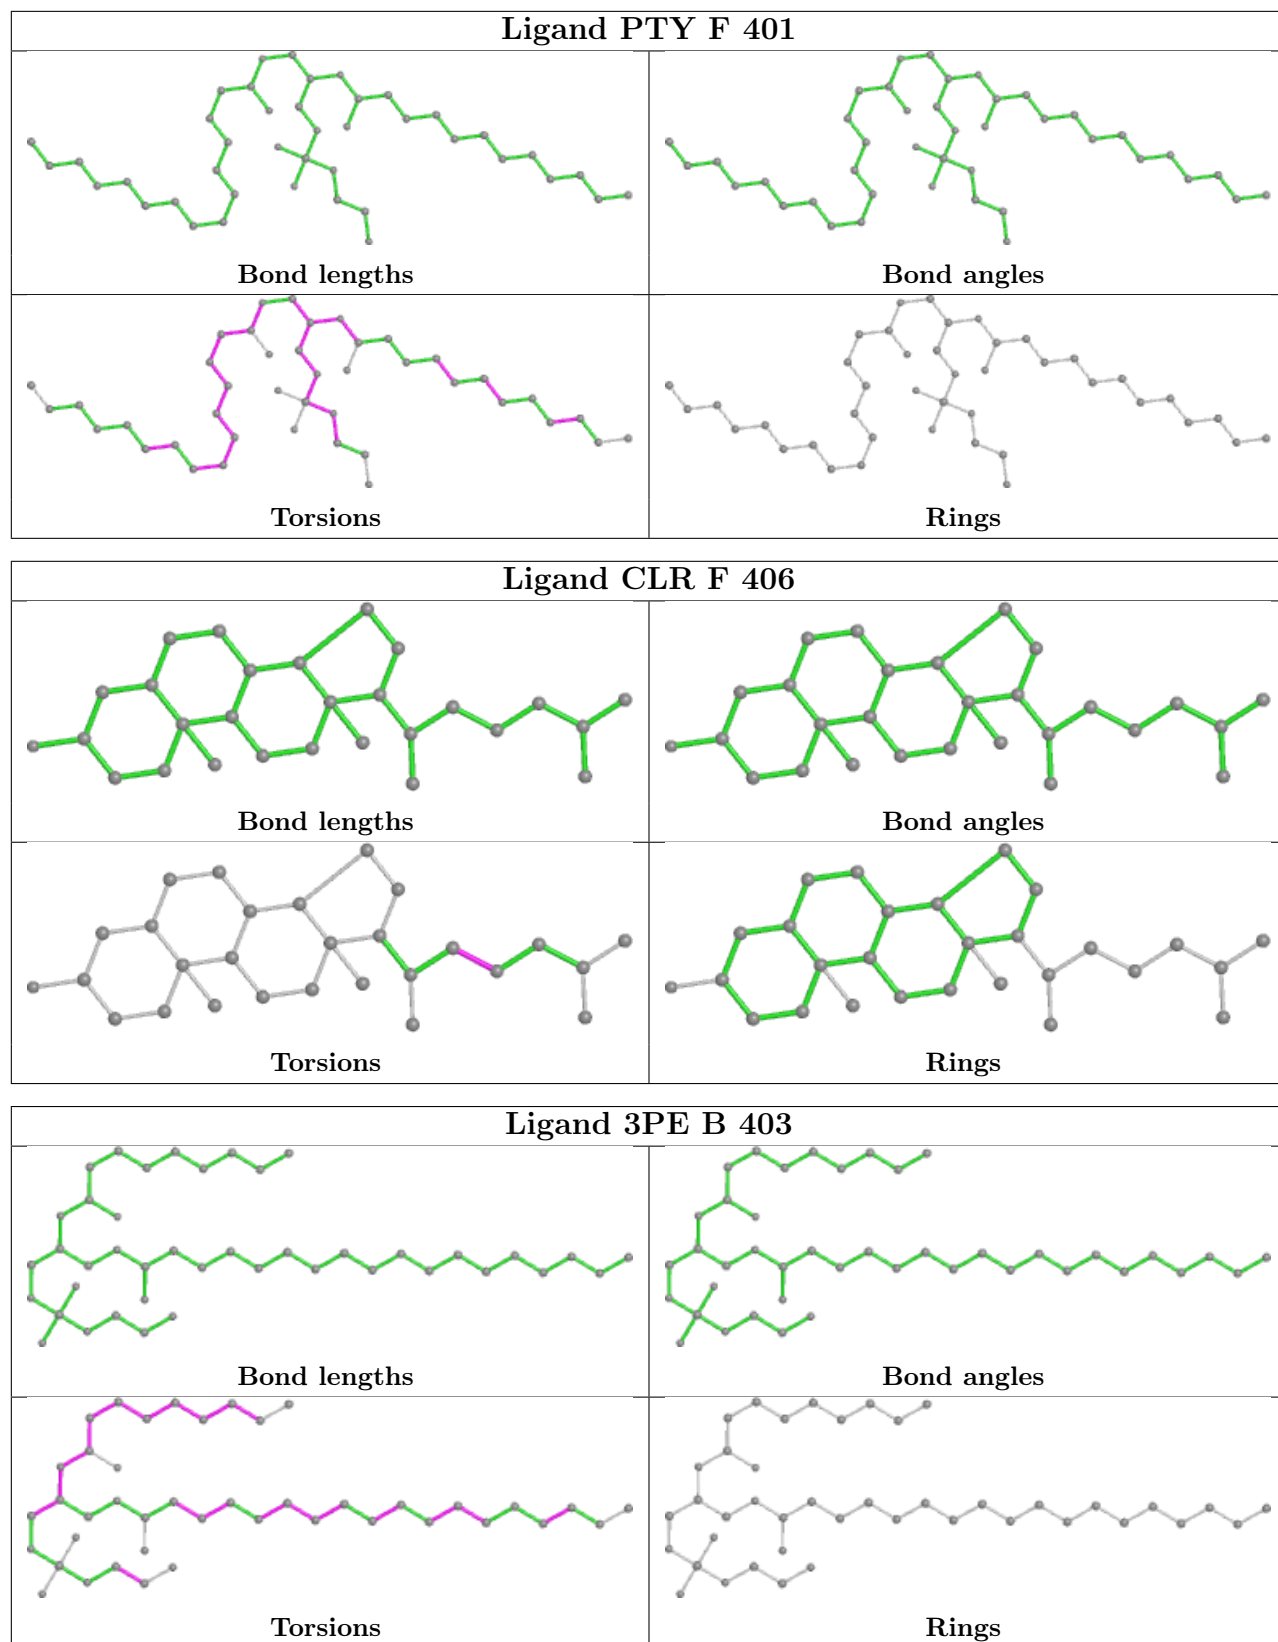 Ligand PTY F 401
Bond lengths
Bond angles
Torsions
Rings
Ligand CLR F 406
Bond lengths
Bond angles
Torsions
Rings
Ligand 3PE B 403
Bond lengths
Bond angles
Torsions
Rings